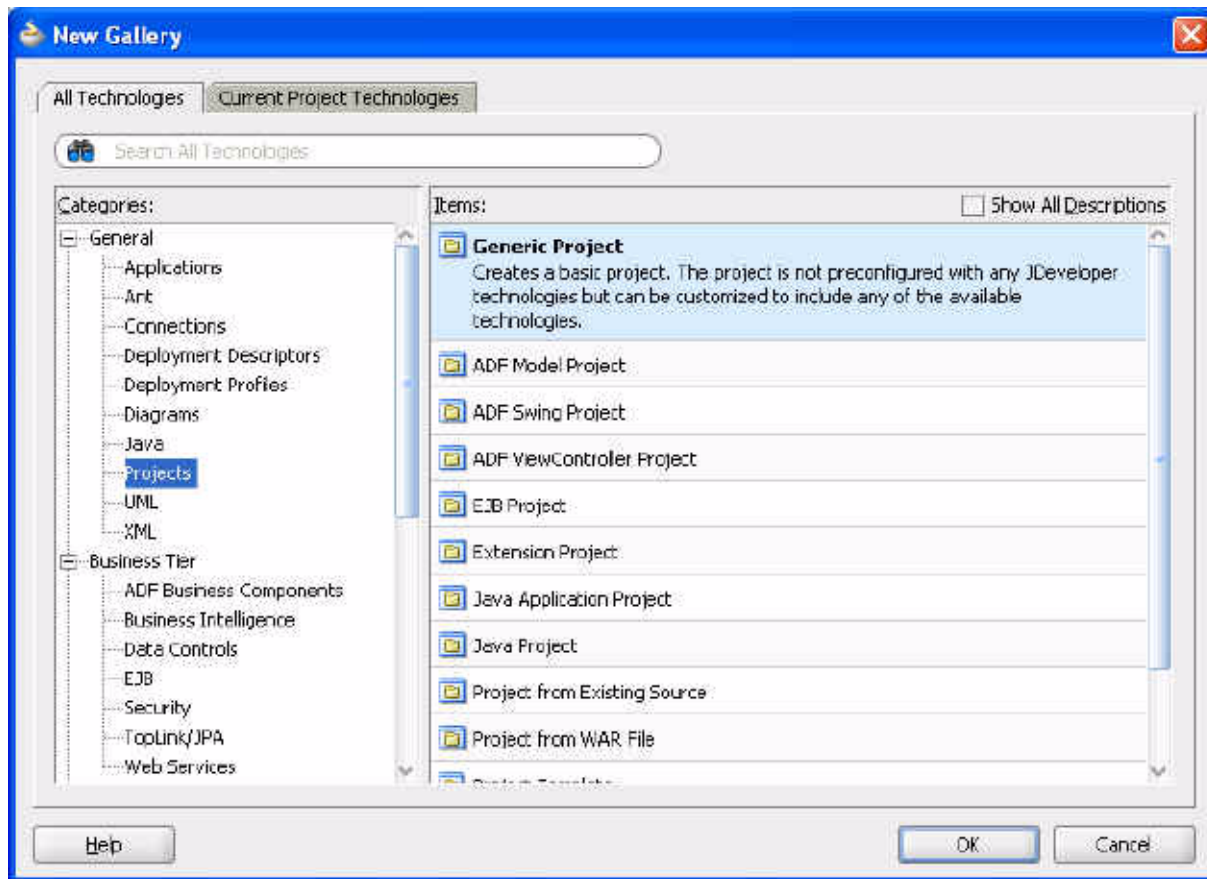 New Gallery
All Technologies
Current Project Technologies
Search All Technologies
Categories:
General
Applications
Ant
Connections
Deployment Descriptors
Deployment Profiles
Diagrams
Java
Projects
UML
XML
Business Tier
ADF Business Components
Business Intelligence
Data Controls
EJB
Security
TopLink/JPA
Web Services
Items:
Show All Descriptions
Generic Project
Creates a basic project. The project is not preconfigured with any JDeveloper
technologies but can be customized to include any of the available
technologies.
ADF Model Project
ADF Swing Project
ADF ViewController Project
EJB Project
Extension Project
Java Application Project
Java Project
Project from Existing Source
Project from WAR File
Project Template
Help
OK
Cancel